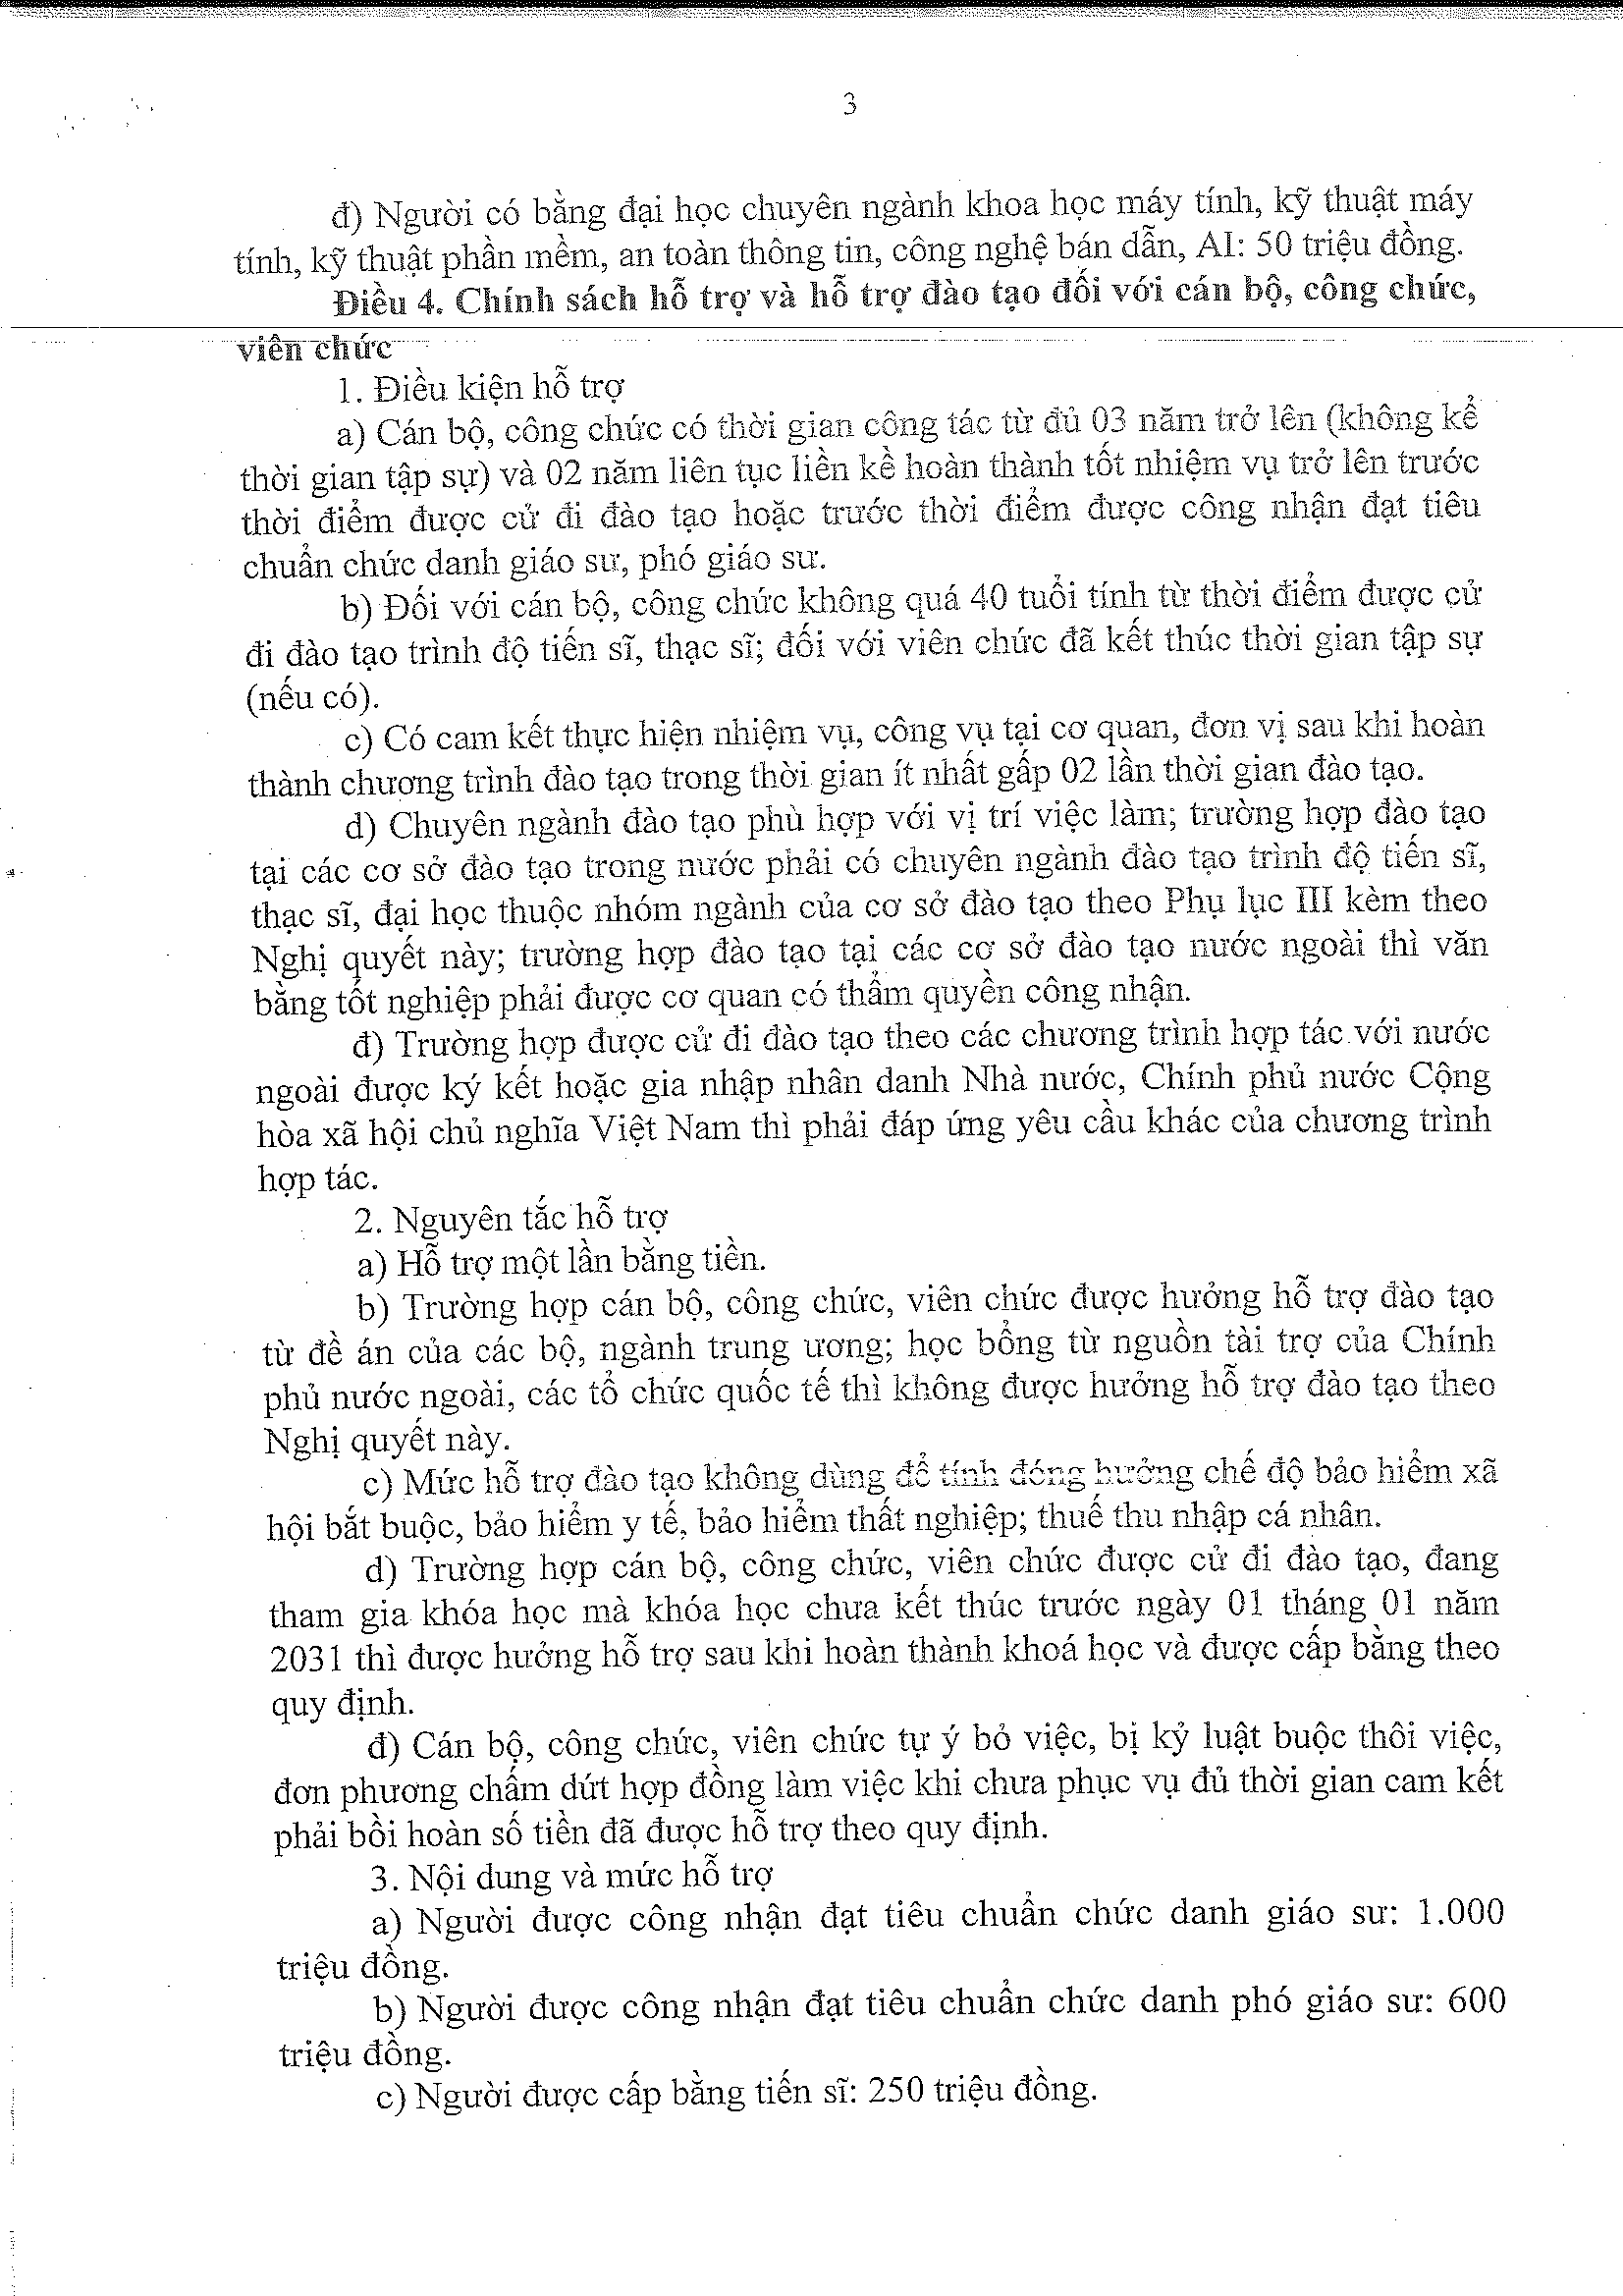 3
đ) Người có bằng đại học chuyên ngành khoa học máy tính, kỹ thuật máy
tính, kỹ thuật phần mềm, an toàn thông tin, công nghệ bán dẫn, AI: 50 triệu đồng.
Điều 4. Chính sách hỗ trợ và hỗ trợ đào tạo đối với cán bộ, công chức,
viên chức
1. Điều kiện hỗ trợ
a) Cán bộ, công chức có thời gian công tác từ đủ 03 năm trở lên (không kể
thời gian tập sự) và 02 năm liên tục liền kề hoàn thành tốt nhiệm vụ trở lên trước
thời điểm được cử đi đào tạo hoặc trước thời điểm được công nhận đạt tiêu
chuẩn chức danh giáo sư, phó giáo sư.
b) Đối với cán bộ, công chức không quá 40 tuổi tính từ thời điểm được cử
đi đào tạo trình độ tiến sĩ, thạc sĩ; đối với viên chức đã kết thúc thời gian tập sự
(nếu có).
c) Có cam kết thực hiện nhiệm vụ, công vụ tại cơ quan, đơn vị sau khi hoàn
thành chương trình đào tạo trong thời gian ít nhất gấp 02 lần thời gian đào tạo.
d) Chuyên ngành đào tạo phù hợp với vị trí việc làm; trường hợp đào tạo
tại các cơ sở đào tạo trong nước phải có chuyên ngành đào tạo trình độ tiến sĩ,
thạc sĩ, đại học thuộc nhóm ngành của cơ sở đào tạo theo Phụ lục III kèm theo
Nghị quyết này; trường hợp đào tạo tại các cơ sở đào tạo nước ngoài thì văn
bằng tốt nghiệp phải được cơ quan có thẩm quyền công nhận.
đ) Trường hợp được cử đi đào tạo theo các chương trình hợp tác với nước
ngoài được ký kết hoặc gia nhập nhân danh Nhà nước, Chính phủ nước Cộng
hòa xã hội chủ nghĩa Việt Nam thì phải đáp ứng yêu cầu khác của chương trình
hợp tác.
2. Nguyên tắc hỗ trợ
a) Hỗ trợ một lần bằng tiền.
b) Trường hợp cán bộ, công chức, viên chức được hưởng hỗ trợ đào tạo
từ đề án của các bộ, ngành trung ương; học bổng từ nguồn tài trợ của Chính
phủ nước ngoài, các tổ chức quốc tế thì không được hưởng hỗ trợ đào tạo theo
Nghị quyết này.
c) Mức hỗ trợ đào tạo không dùng để tính đóng hưởng chế độ bảo hiểm xã
hội bắt buộc, bảo hiểm y tế, bảo hiểm thất nghiệp; thuế thu nhập cá nhân.
d) Trường hợp cán bộ, công chức, viên chức được cử đi đào tạo, đang
tham gia khóa học mà khóa học chưa kết thúc trước ngày 01 tháng 01 năm
2031 thì được hưởng hỗ trợ sau khi hoàn thành khoá học và được cấp bằng theo
quy định.
đ) Cán bộ, công chức, viên chức tự ý bỏ việc, bị kỷ luật buộc thôi việc,
đơn phương chấm dứt hợp đồng làm việc khi chưa phục vụ đủ thời gian cam kết
phải bồi hoàn số tiền đã được hỗ trợ theo quy định.
3. Nội dung và mức hỗ trợ
a) Người được công nhận đạt tiêu chuẩn chức danh giáo sư: 1.000
triệu đồng.
b) Người được công nhận đạt tiêu chuẩn chức danh phó giáo sư: 600
triệu đồng.
c) Người được cấp bằng tiến sĩ: 250 triệu đồng.